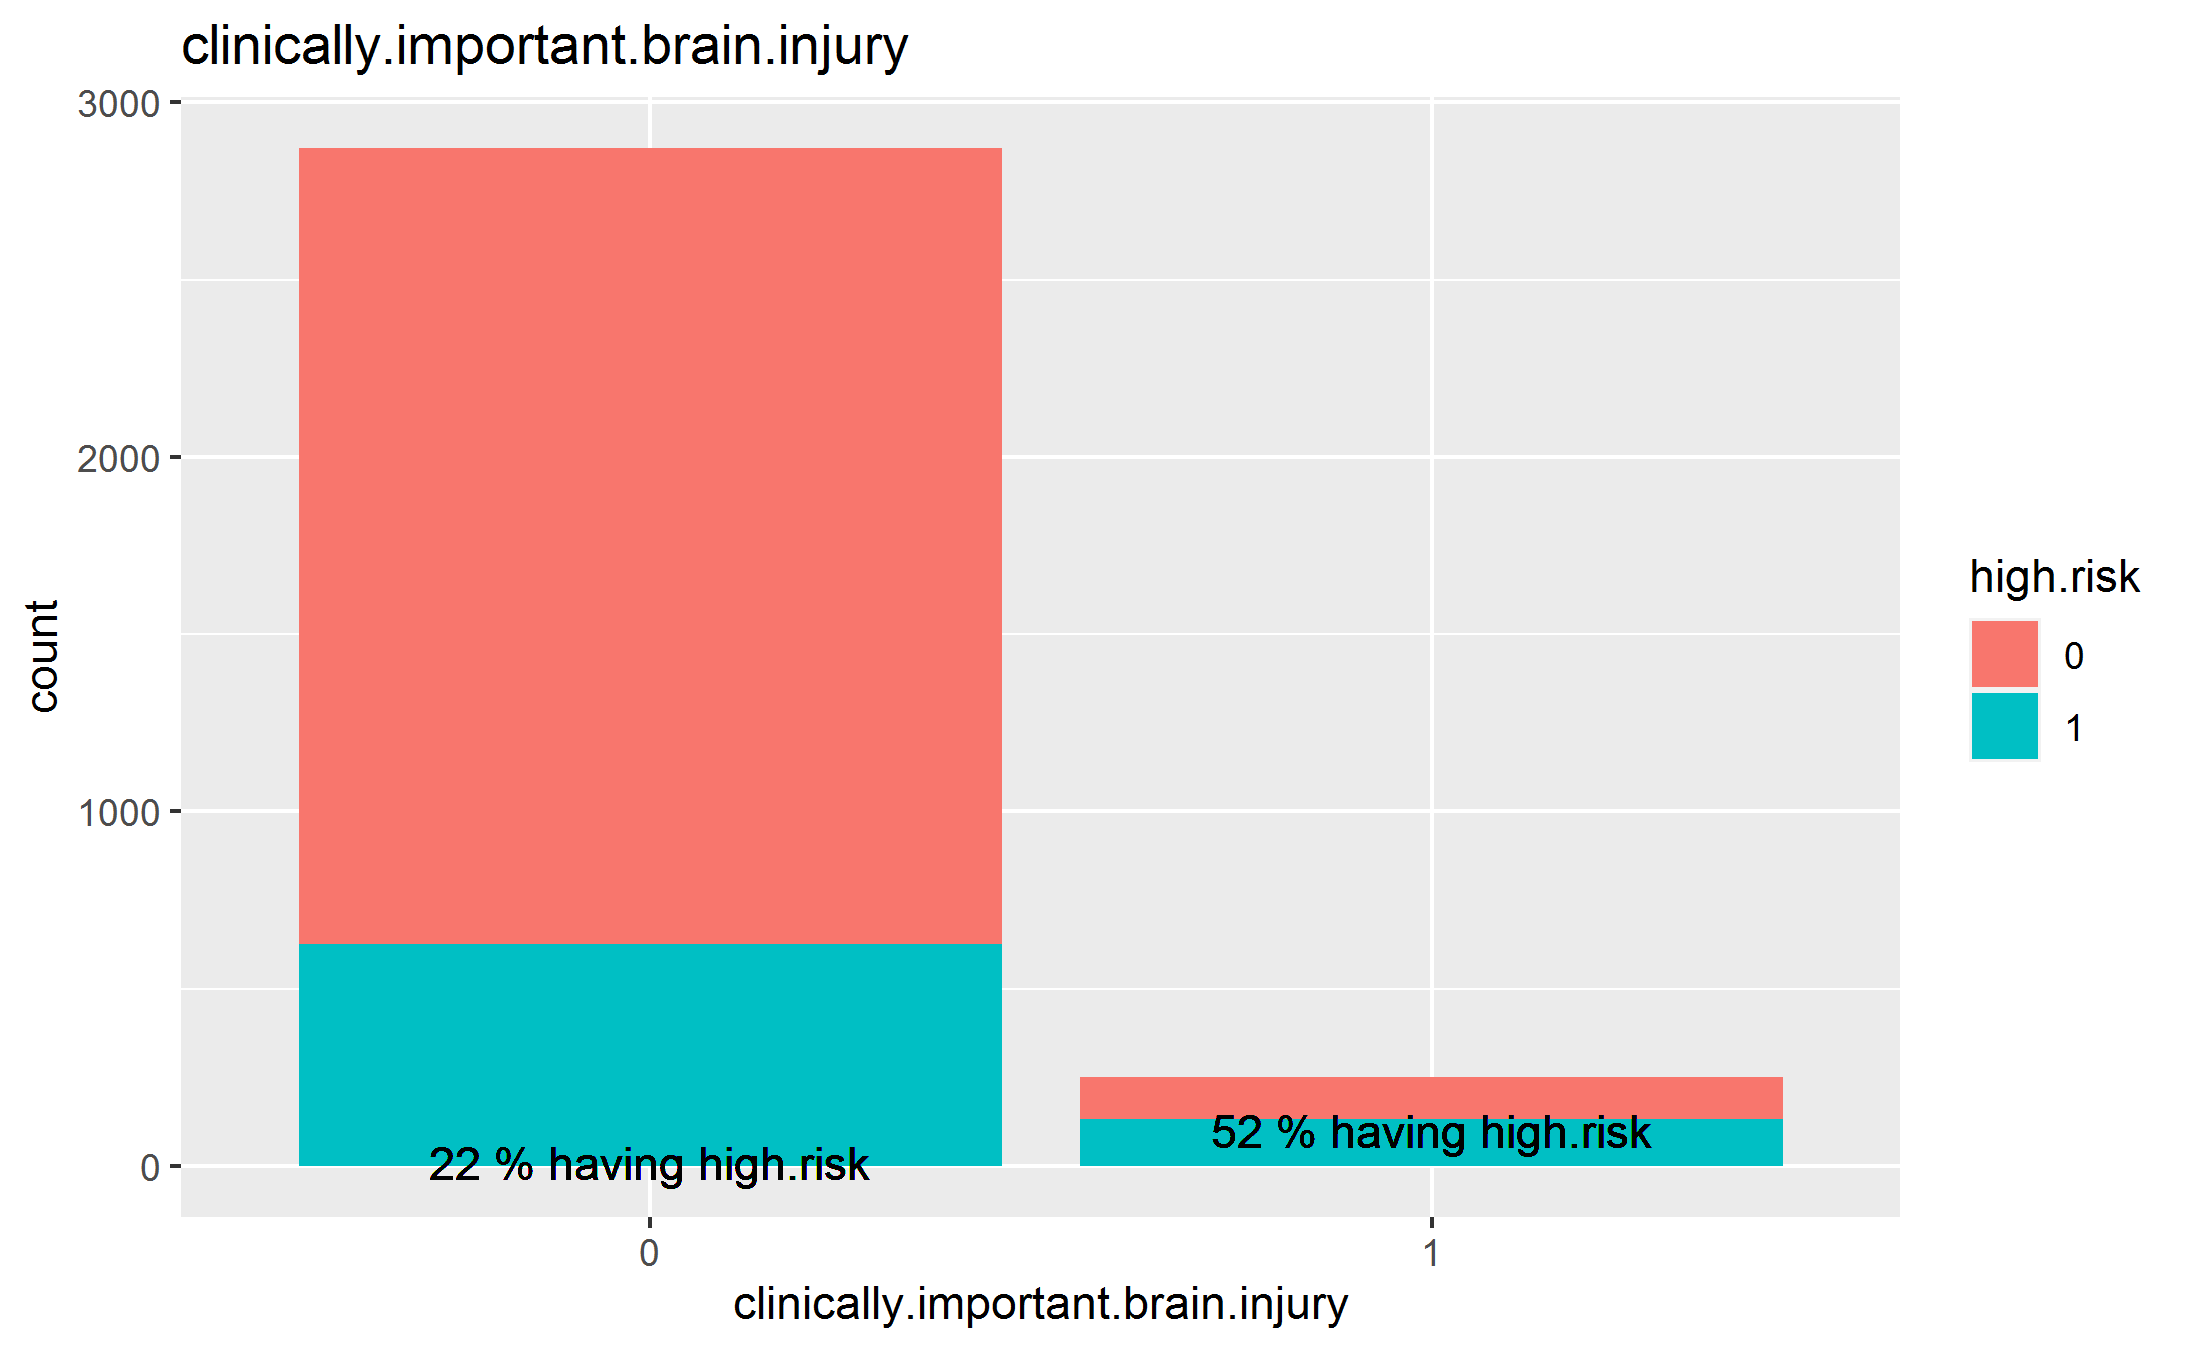 clinically.important.brain.injury
3000
2000
1000
0
count
22 % having high.risk
52 % having high.risk
0
1
clinically.important.brain.injury
high.risk
0
1